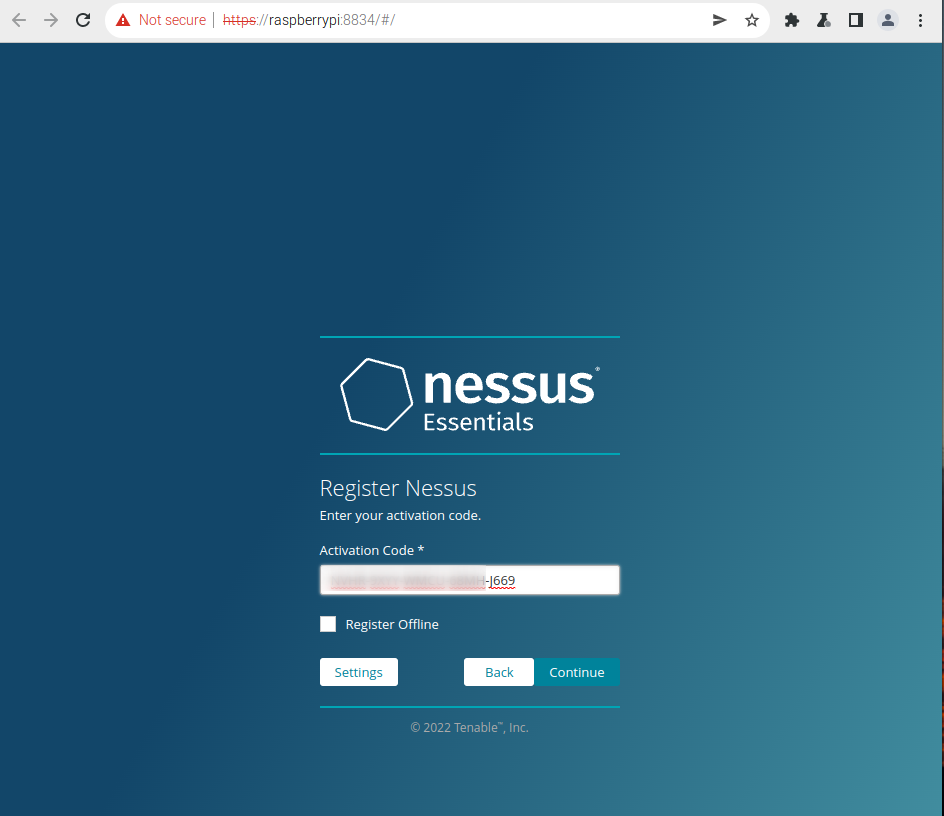 Not secure | https://raspberrypi:8834/#/
nessus®
Essentials
Register Nessus
Enter your activation code.
Activation Code *
-J669
Register Offline
Settings
Back
Continue
© 2022 Tenable™, Inc.